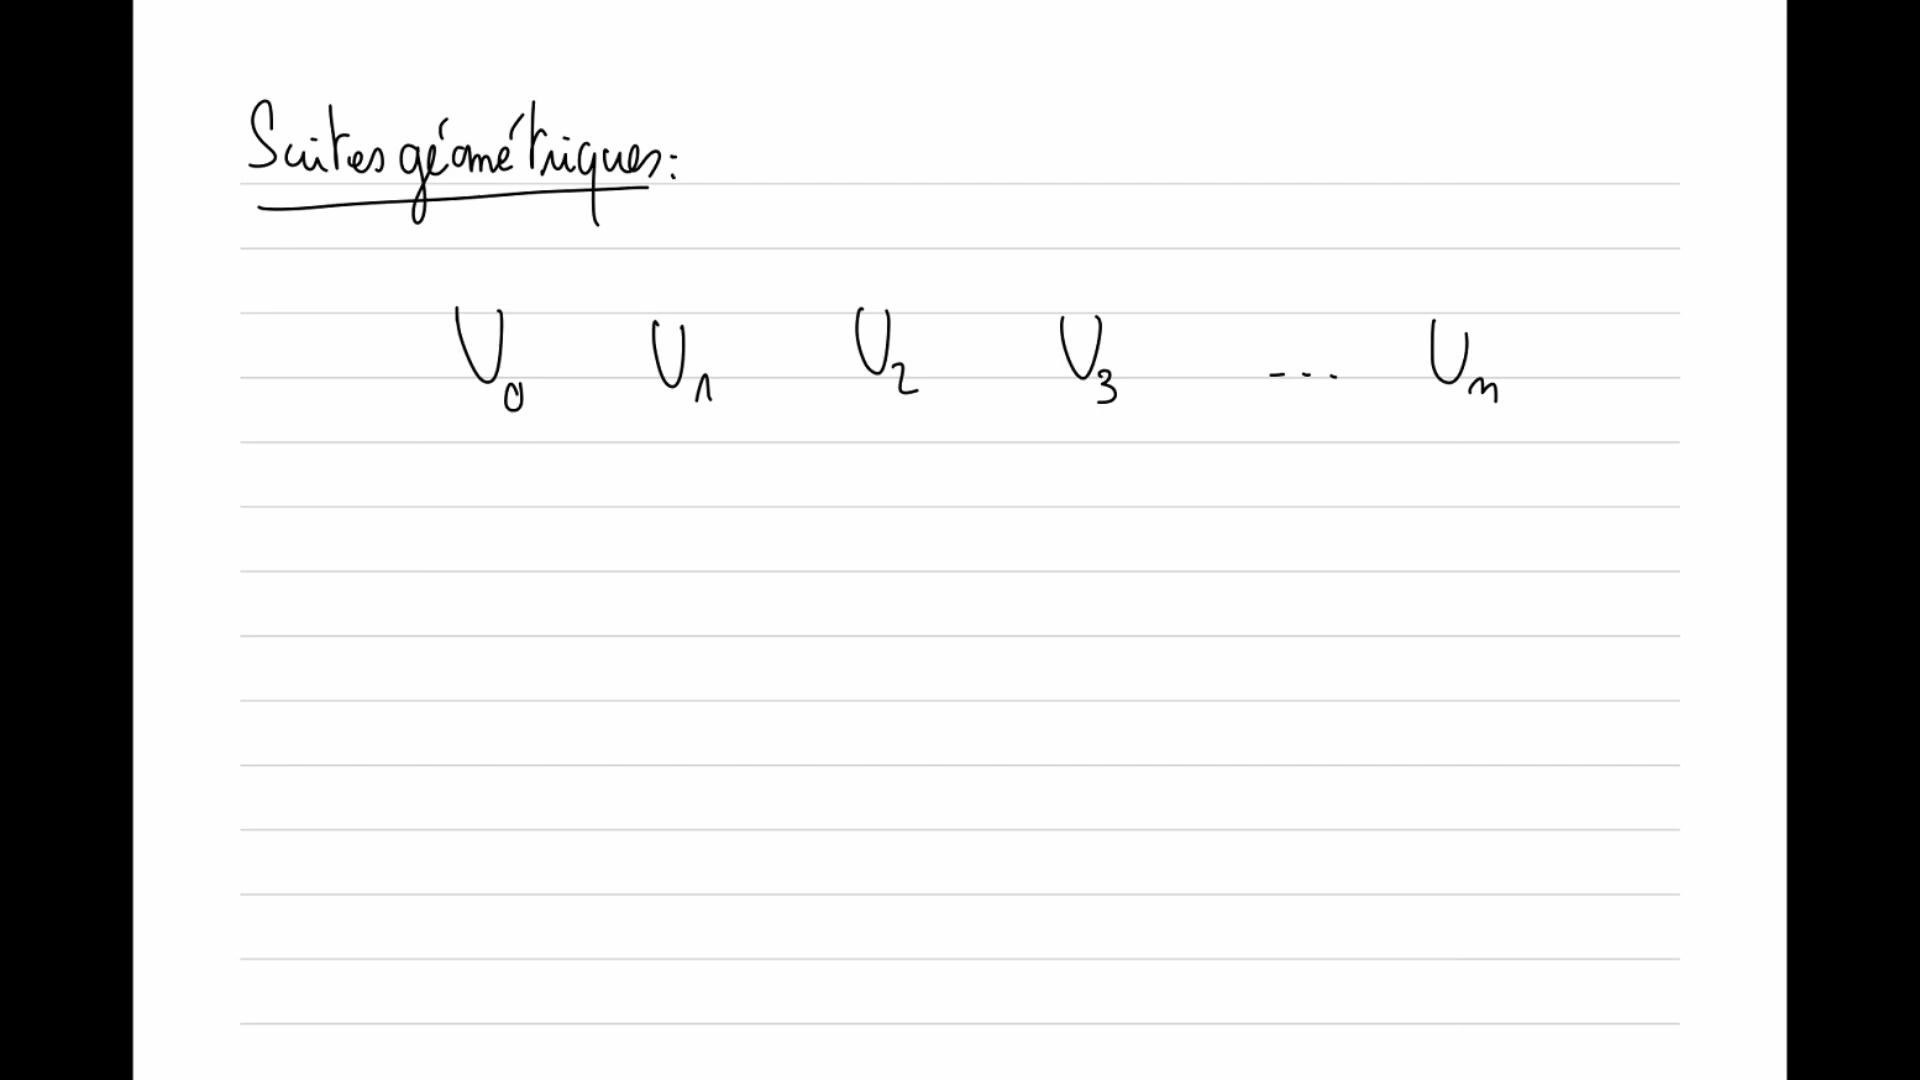 Suites géométriques:
U₀ U₁ U₂ U₃ ... Uₙ